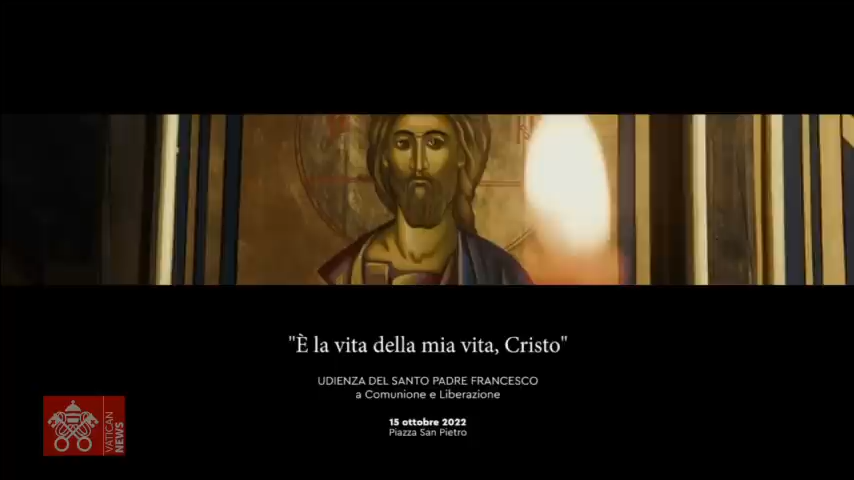 "È la vita della mia vita, Cristo"
UDIENZA DEL SANTO PADRE FRANCESCO
a Comunione e Liberazione
15 ottobre 2022
Piazza San Pietro
VATICAN
NEWS